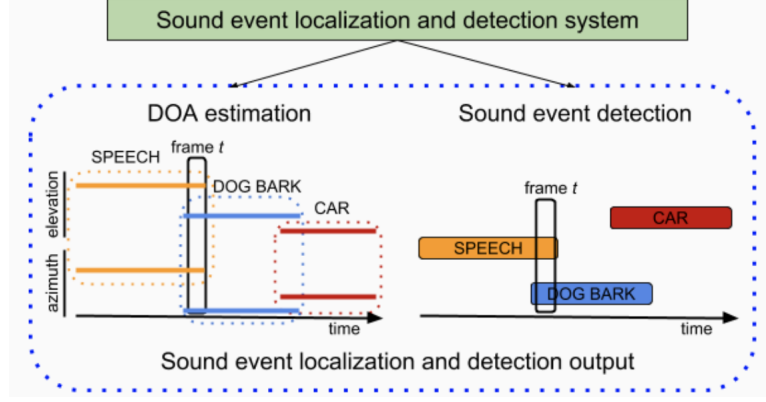 Sound event localization and detection system
DOA estimation
Sound event detection
frame t
SPEECH
DOG BARK
CAR
elevation
azimuth
time
frame t
CAR
SPEECH
DOG BARK
time
Sound event localization and detection output